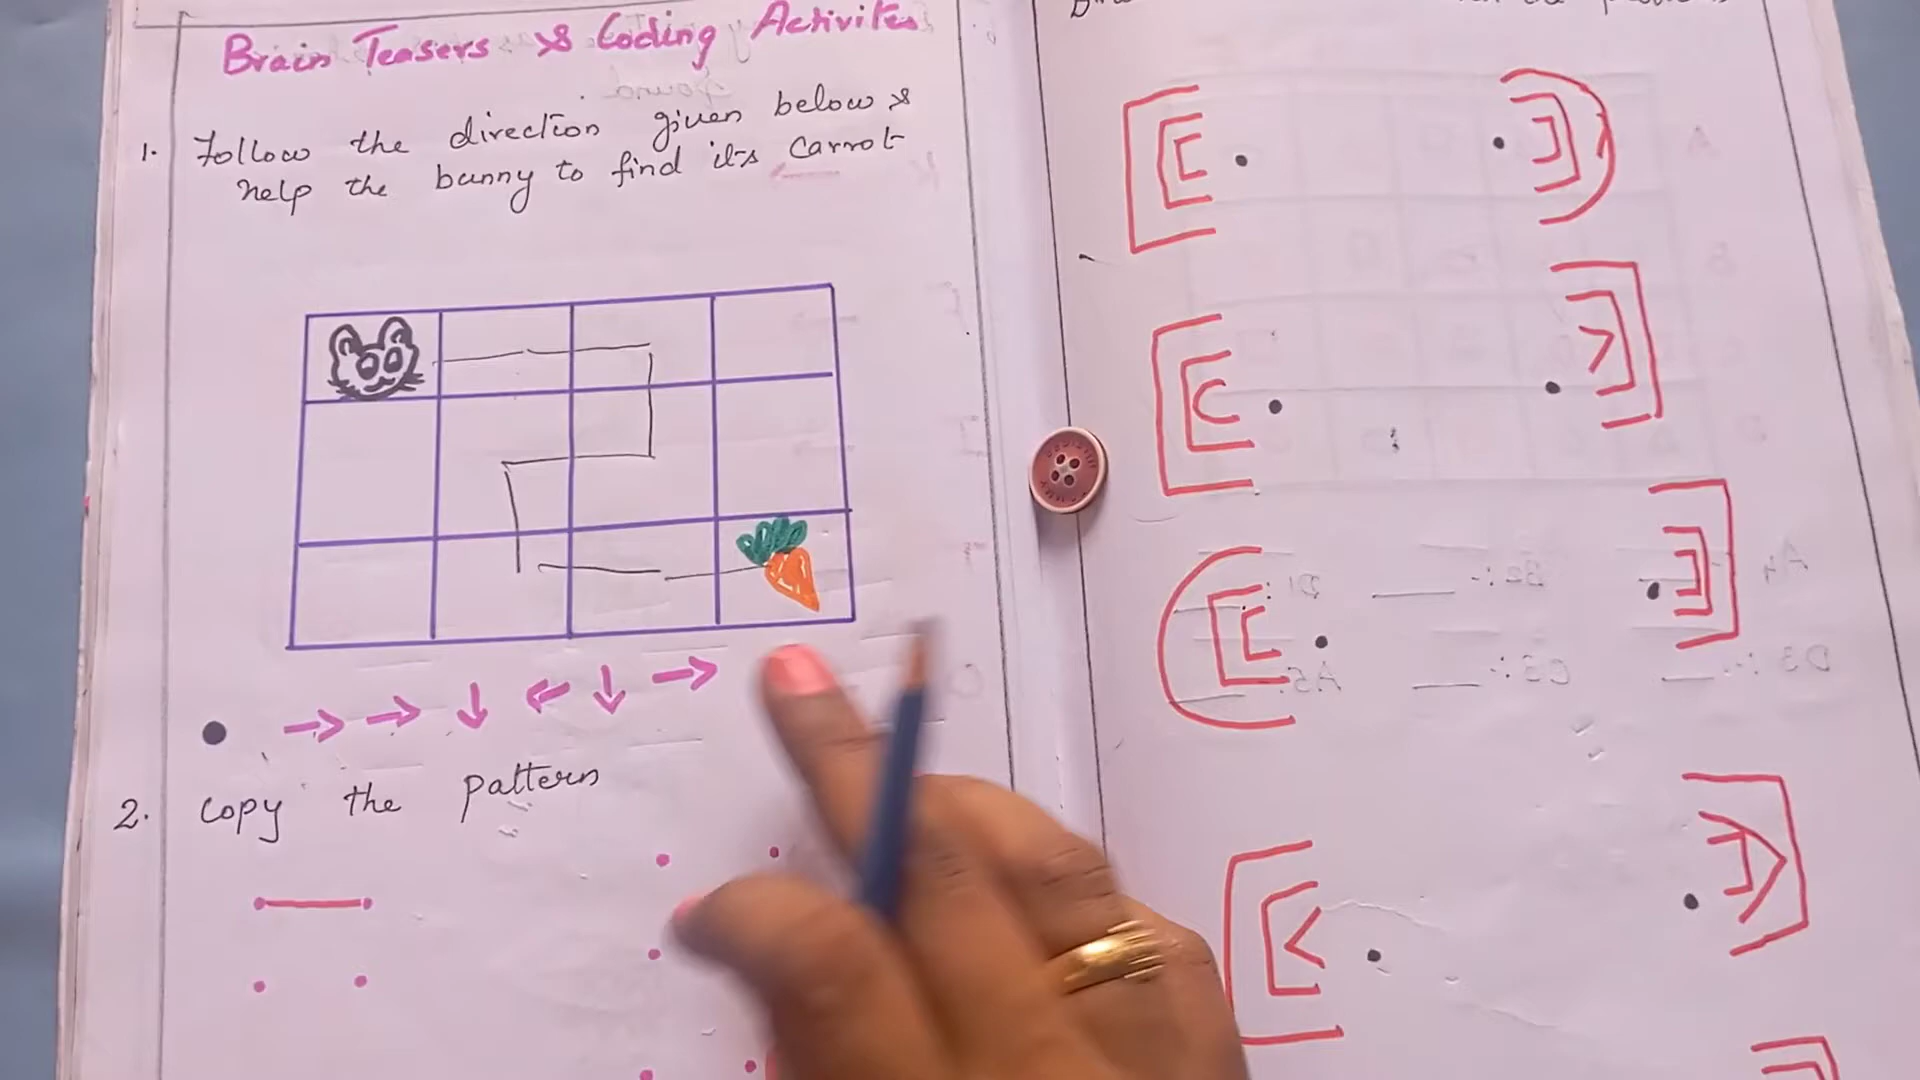 Brain Teasers & Coding Activites
1. Follow the direction given below &
help the bunny to find it's carrot
→ → ↓ ← ↓ →
2. Copy the pattern